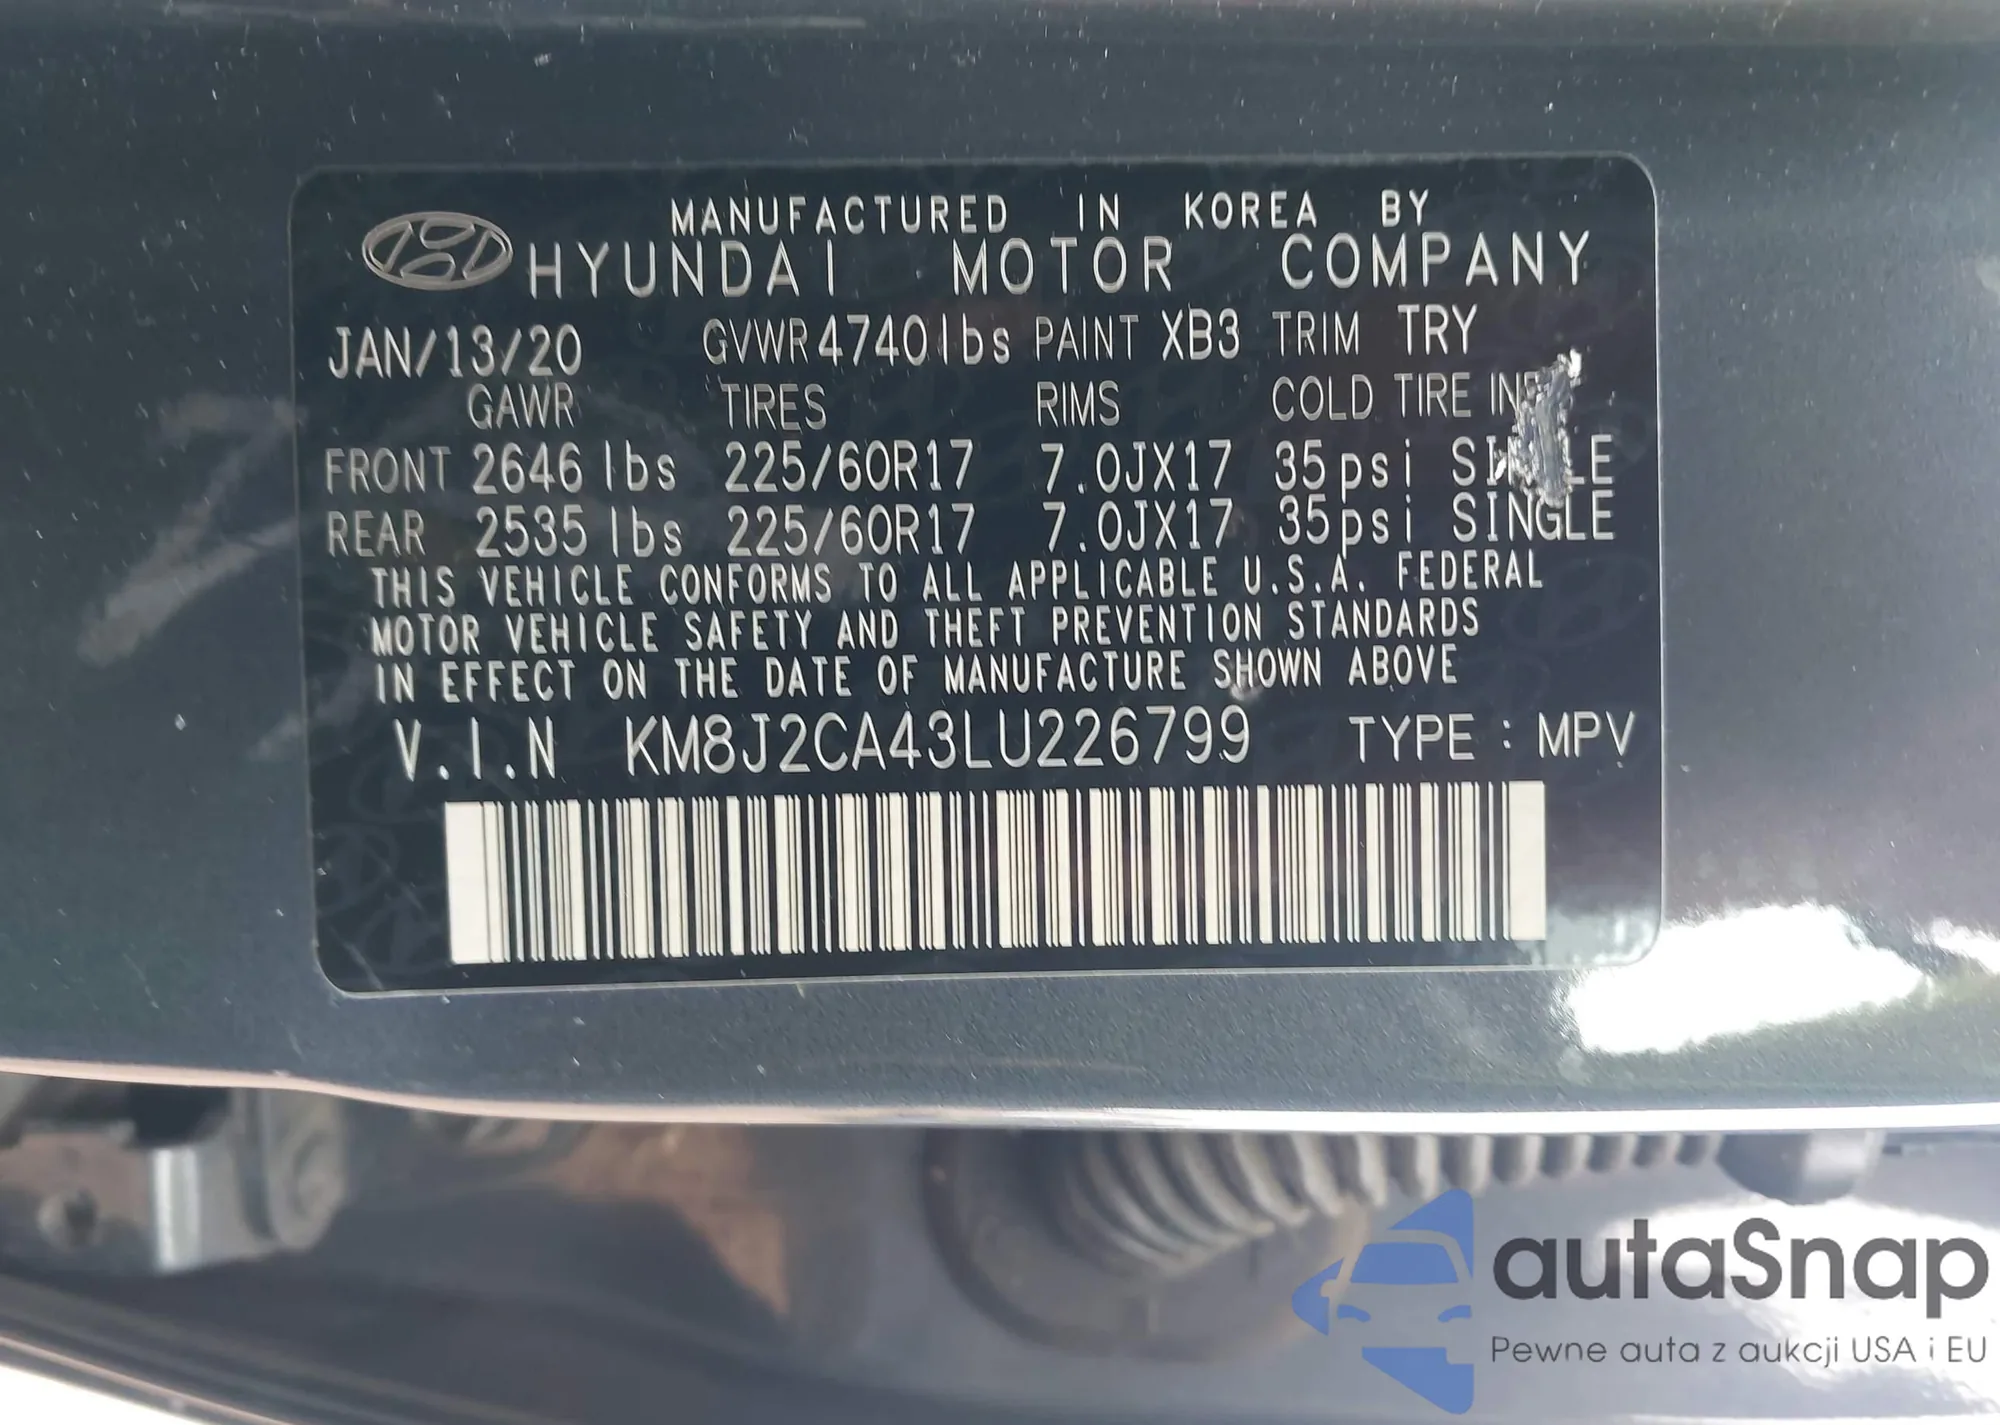 MANUFACTURED IN KOREA BY
HYUNDAI MOTOR COMPANY
JAN/13/20 GVWR 4740lbs PAINT XB3 TRIM TRY
GAWR TIRES RIMS COLD TIRE
FRONT 2646 lbs 225/60R17 7.0JX17 35psi
REAR 2535 lbs 225/60R17 7.0JX17 35psi SINGLE
THIS VEHICLE CONFORMS TO ALL APPLICABLE U.S.A. FEDERAL
MOTOR VEHICLE SAFETY AND THEFT PREVENTION STANDARDS
IN EFFECT ON THE DATE OF MANUFACTURE SHOWN ABOVE
V.I.N KM8J2CA43LU226799 TYPE : MPV
autaSnap
Pewne auta z aukcji USA i EU